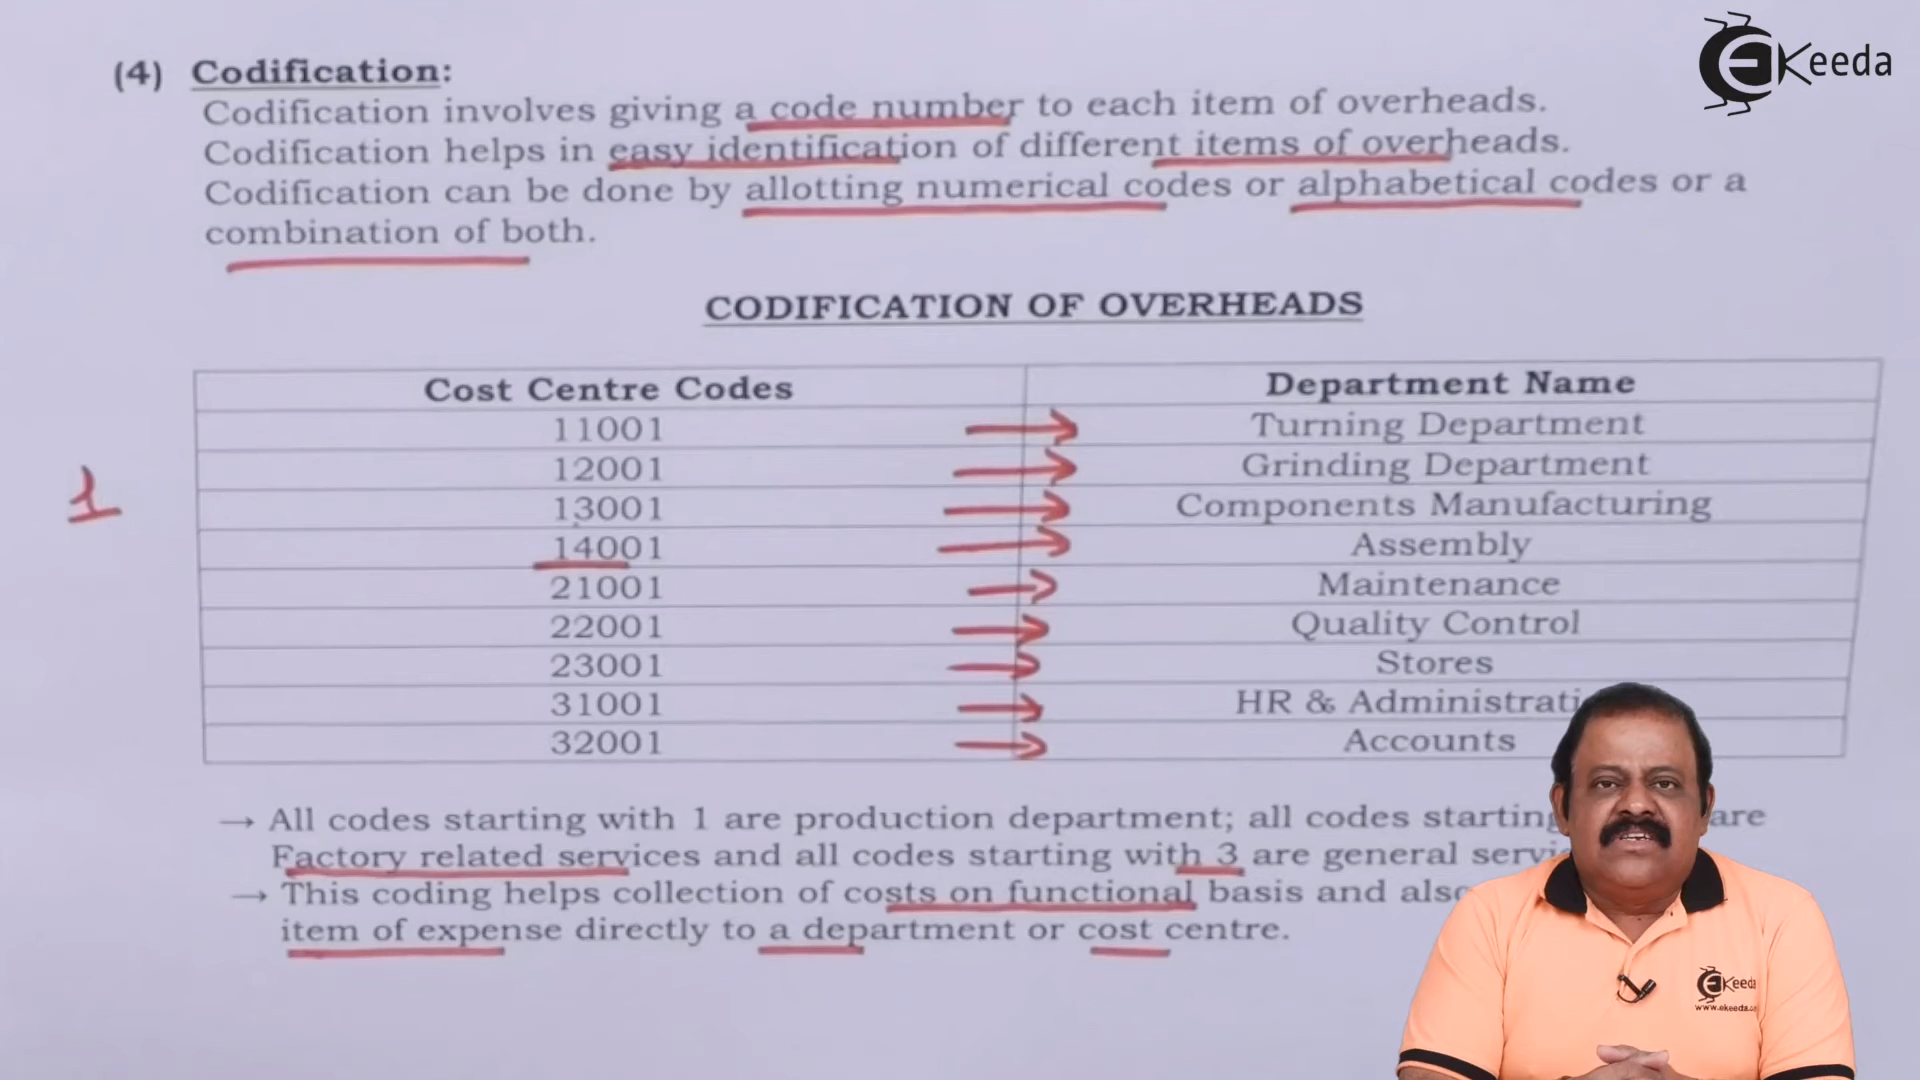 Keeda
(4) Codification:
Codification involves giving a code number to each item of overheads.
Codification helps in easy identification of different items of overheads.
Codification can be done by allotting numerical codes or alphabetical codes or a
combination of both.
CODIFICATION OF OVERHEADS
Cost Centre Codes Department Name
11001 → Turning Department
12001 → Grinding Department
1 13001 → Components Manufacturing
14001 → Assembly
21001 → Maintenance
22001 → Quality Control
23001 → Stores
31001 → HR & Administrati
32001 → Accounts
→ All codes starting with 1 are production department; all codes starting are
Factory related services and all codes starting with 3 are general servi
→ This coding helps collection of costs on functional basis and also
item of expense directly to a department or cost centre.
Keeda
www.ekeeda.